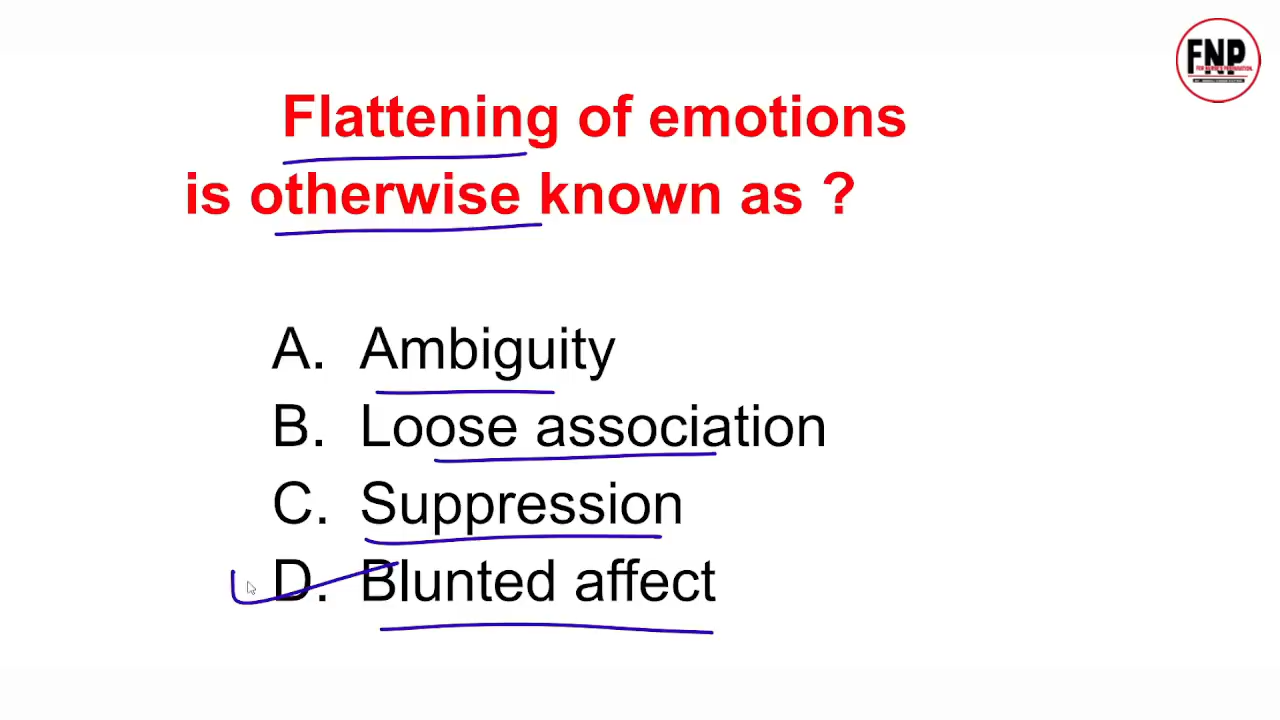 FNP
Flattening of emotions
is otherwise known as ?
A. Ambiguity
B. Loose association
C. Suppression
D. Blunted affect